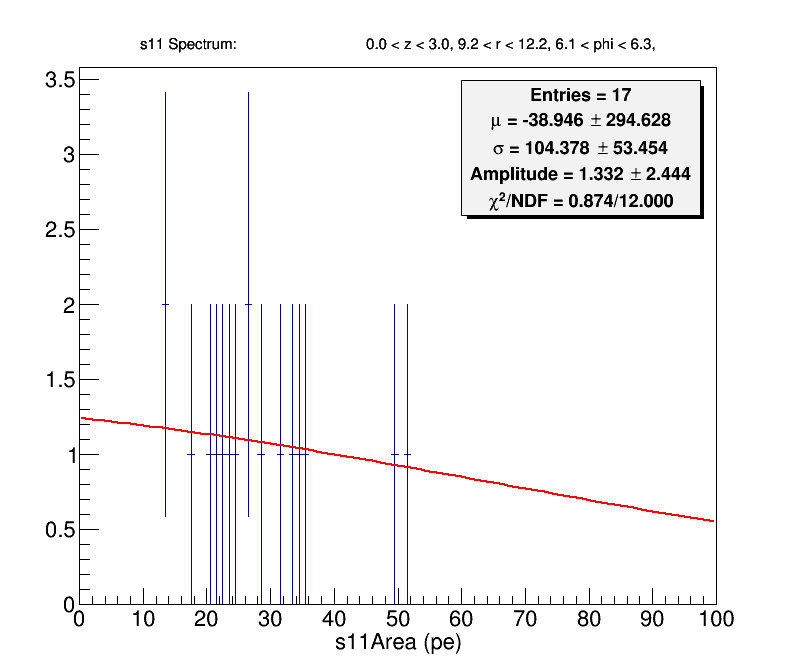 s11 Spectrum: 0.0 < z < 3.0, 9.2 < r < 12.2, 6.1 < phi < 6.3,
Entries = 17
μ = -38.946 ± 294.628
σ = 104.378 ± 53.454
Amplitude = 1.332 ± 2.444
χ²/NDF = 0.874/12.000
3.5
3
2.5
2
1.5
1
0.5
0
0 10 20 30 40 50 60 70 80 90 100
s11Area (pe)